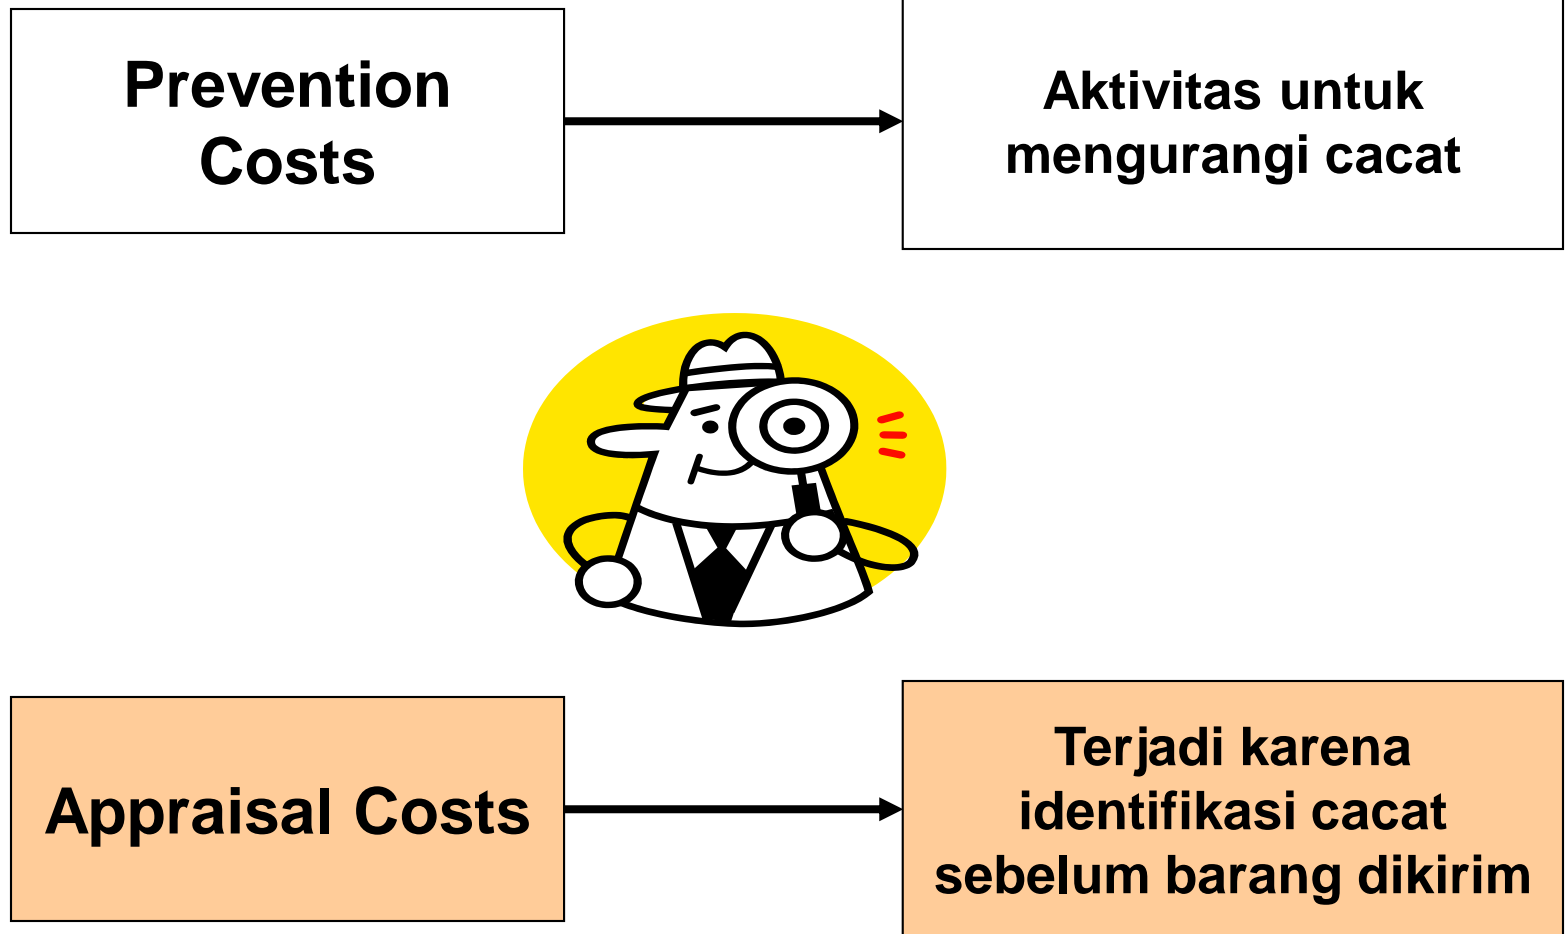 Prevention
Costs
Aktivitas untuk
mengurangi cacat
Appraisal Costs
Terjadi karena
identifikasi cacat
sebelum barang dikirim